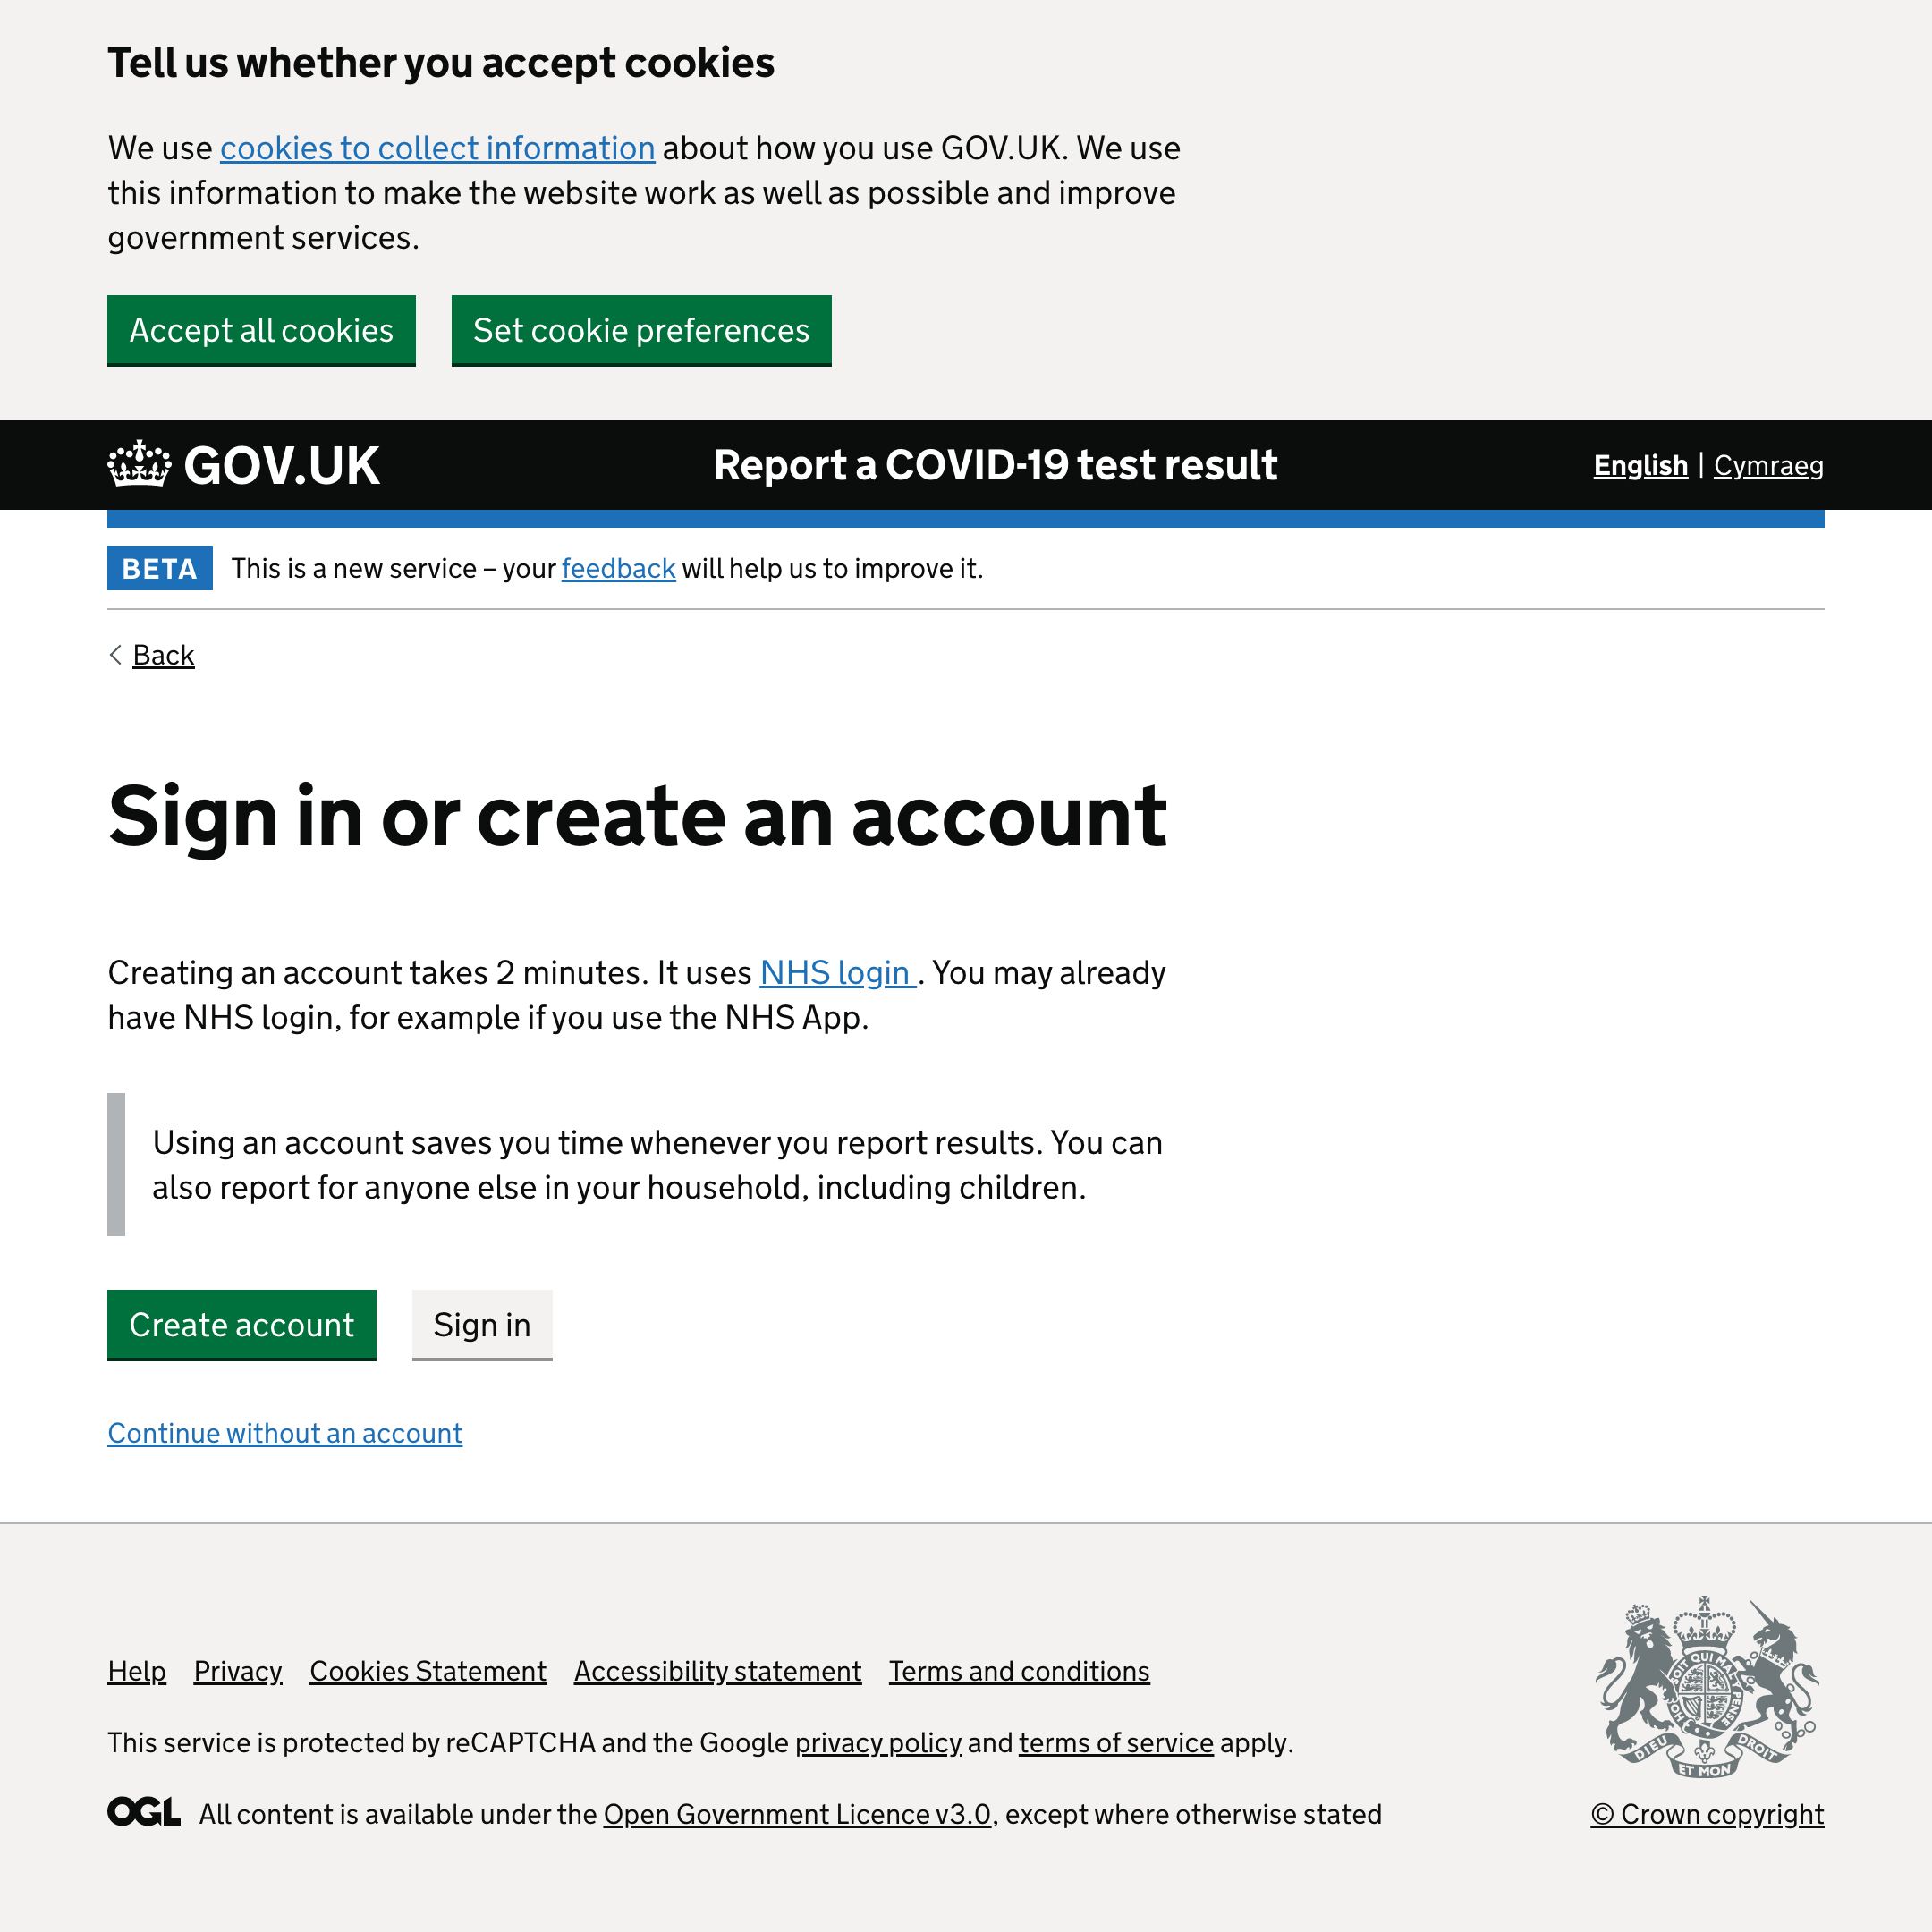 Tell us whether you accept cookies
We use cookies to collect information about how you use GOV.UK. We use
this information to make the website work as well as possible and improve
government services.
Accept all cookies
Set cookie preferences
GOV.UK
Report a COVID-19 test result
English | Cymraeg
BETA
This is a new service – your feedback will help us to improve it.
Back
Sign in or create an account
Creating an account takes 2 minutes. It uses NHS login . You may already
have NHS login, for example if you use the NHS App.
Using an account saves you time whenever you report results. You can
also report for anyone else in your household, including children.
Create account
Sign in
Continue without an account
Help Privacy Cookies Statement Accessibility statement Terms and conditions
This service is protected by reCAPTCHA and the Google privacy policy and terms of service apply.
OGL All content is available under the Open Government Licence v3.0, except where otherwise stated
SOIT QUI MAL
PENSE
HON
DIEU ET MON DROIT
© Crown copyright